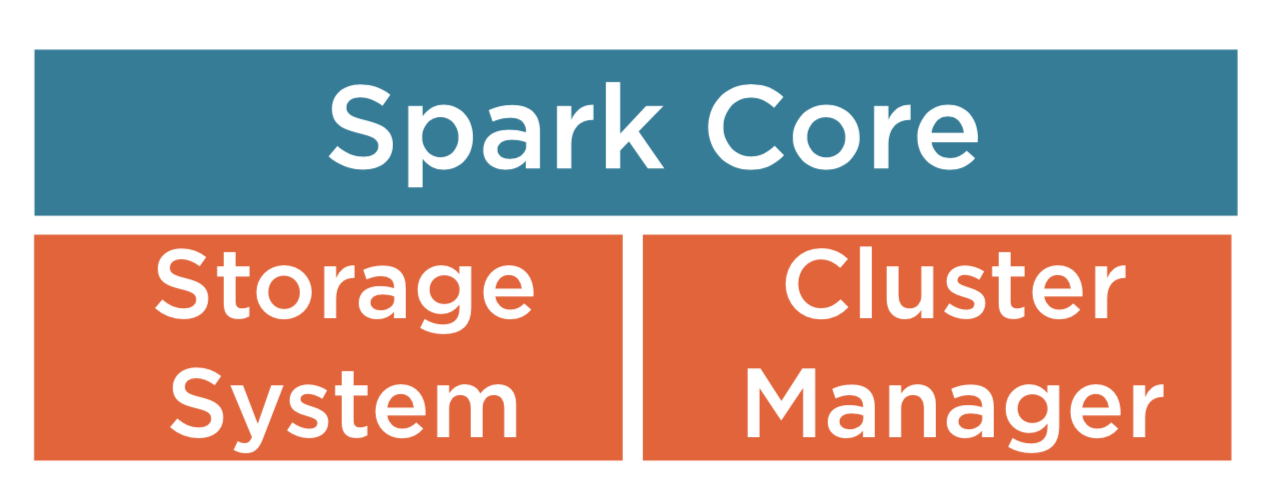 Spark Core
Storage
System
Cluster
Manager